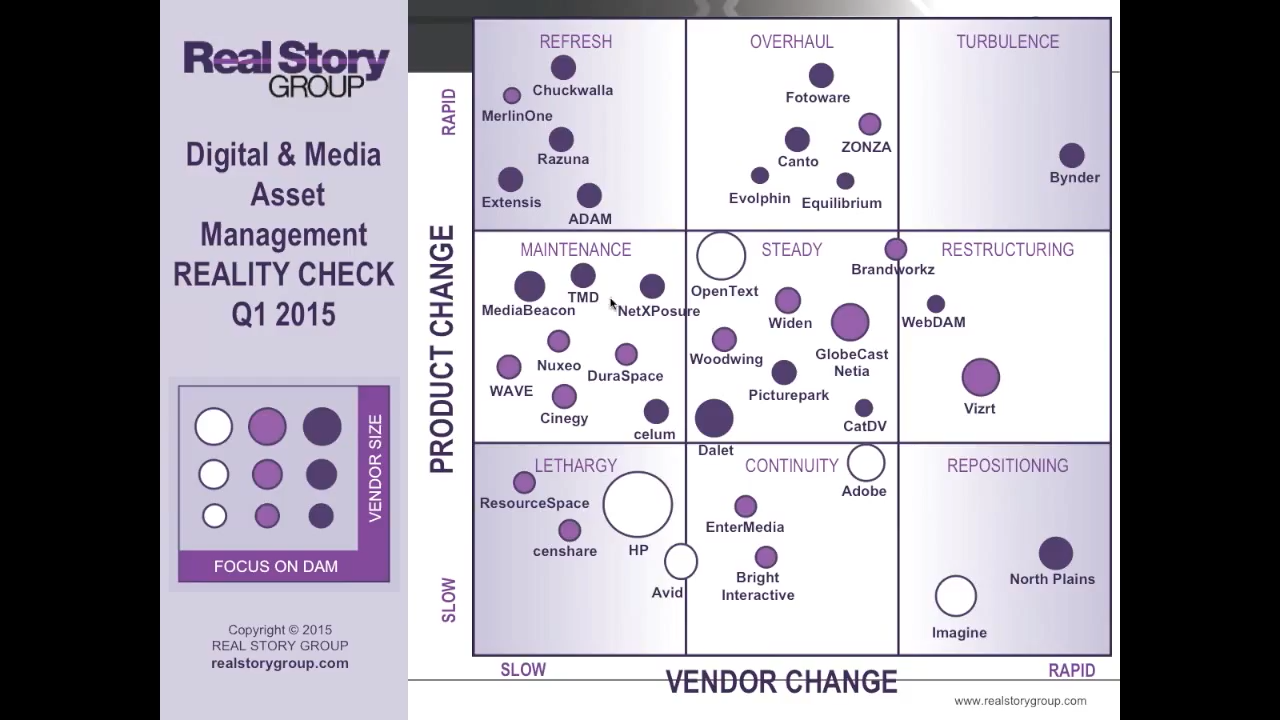 Real Story
GROUP
Digital & Media
Asset
Management
REALITY CHECK
Q1 2015
VENDOR SIZE
FOCUS ON DAM
Copyright © 2015
REAL STORY GROUP
realstorygroup.com
PRODUCT CHANGE
RAPID
SLOW
REFRESH
Chuckwalla
MerlinOne
Razuna
Extensis
ADAM
OVERHAUL
Fotoware
ZONZA
Canto
Evolphin
Equilibrium
TURBULENCE
Bynder
MAINTENANCE
MediaBeacon
TMD
NetXPosure
Nuxeo
DuraSpace
WAVE
Cinegy
celum
STEADY
OpenText
Brandworkz
Widen
GlobeCast
Netia
Woodwing
Picturepark
CatDV
Dalet
RESTRUCTURING
WebDAM
Vizrt
LETHARGY
ResourceSpace
censhare
HP
Avid
CONTINUITY
Adobe
EnterMedia
Bright
Interactive
REPOSITIONING
North Plains
Imagine
SLOW
VENDOR CHANGE
RAPID
www.realstorygroup.com